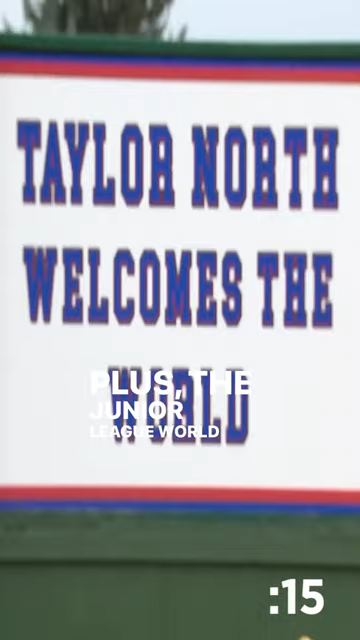 TAYLOR NORTH
WELCOMES THE
WORLD
PLUS, THE
JUNIOR
LEAGUE WORLD
:15